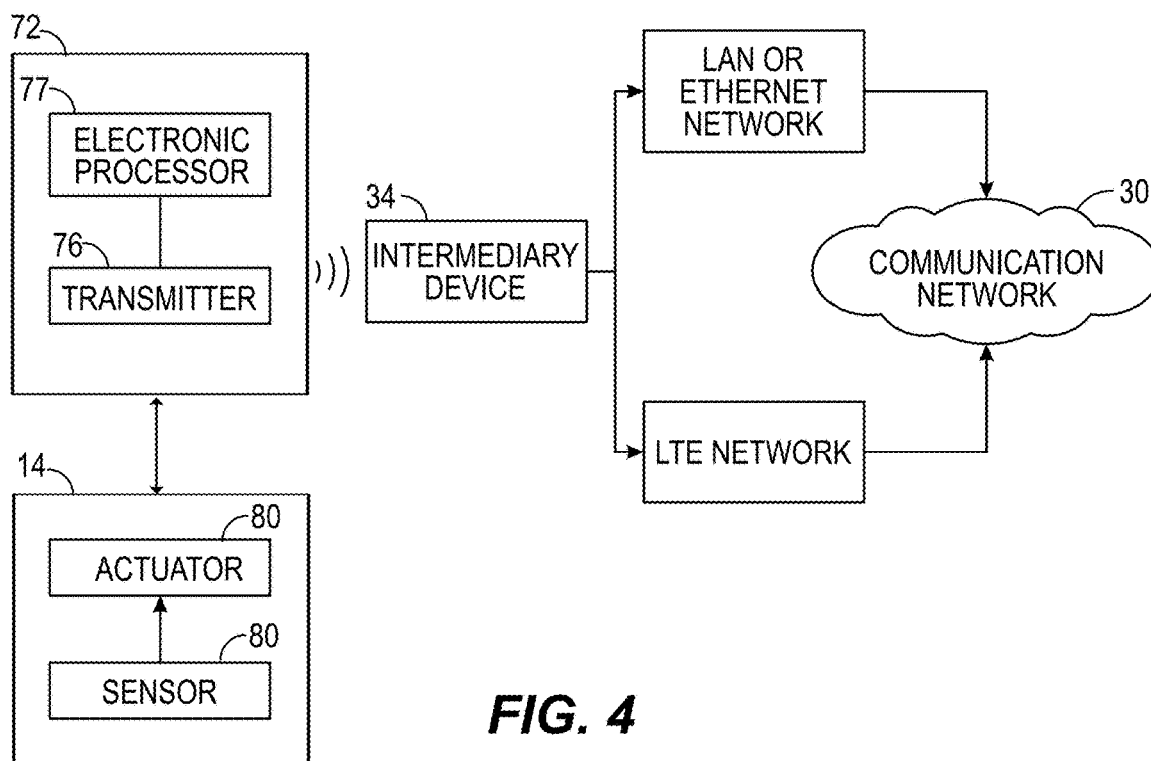 72
77
ELECTRONIC
PROCESSOR
76
TRANSMITTER
34
INTERMEDIARY
DEVICE
LAN OR
ETHERNET
NETWORK
30
COMMUNICATION
NETWORK
LTE NETWORK
14
80
ACTUATOR
80
SENSOR
FIG. 4